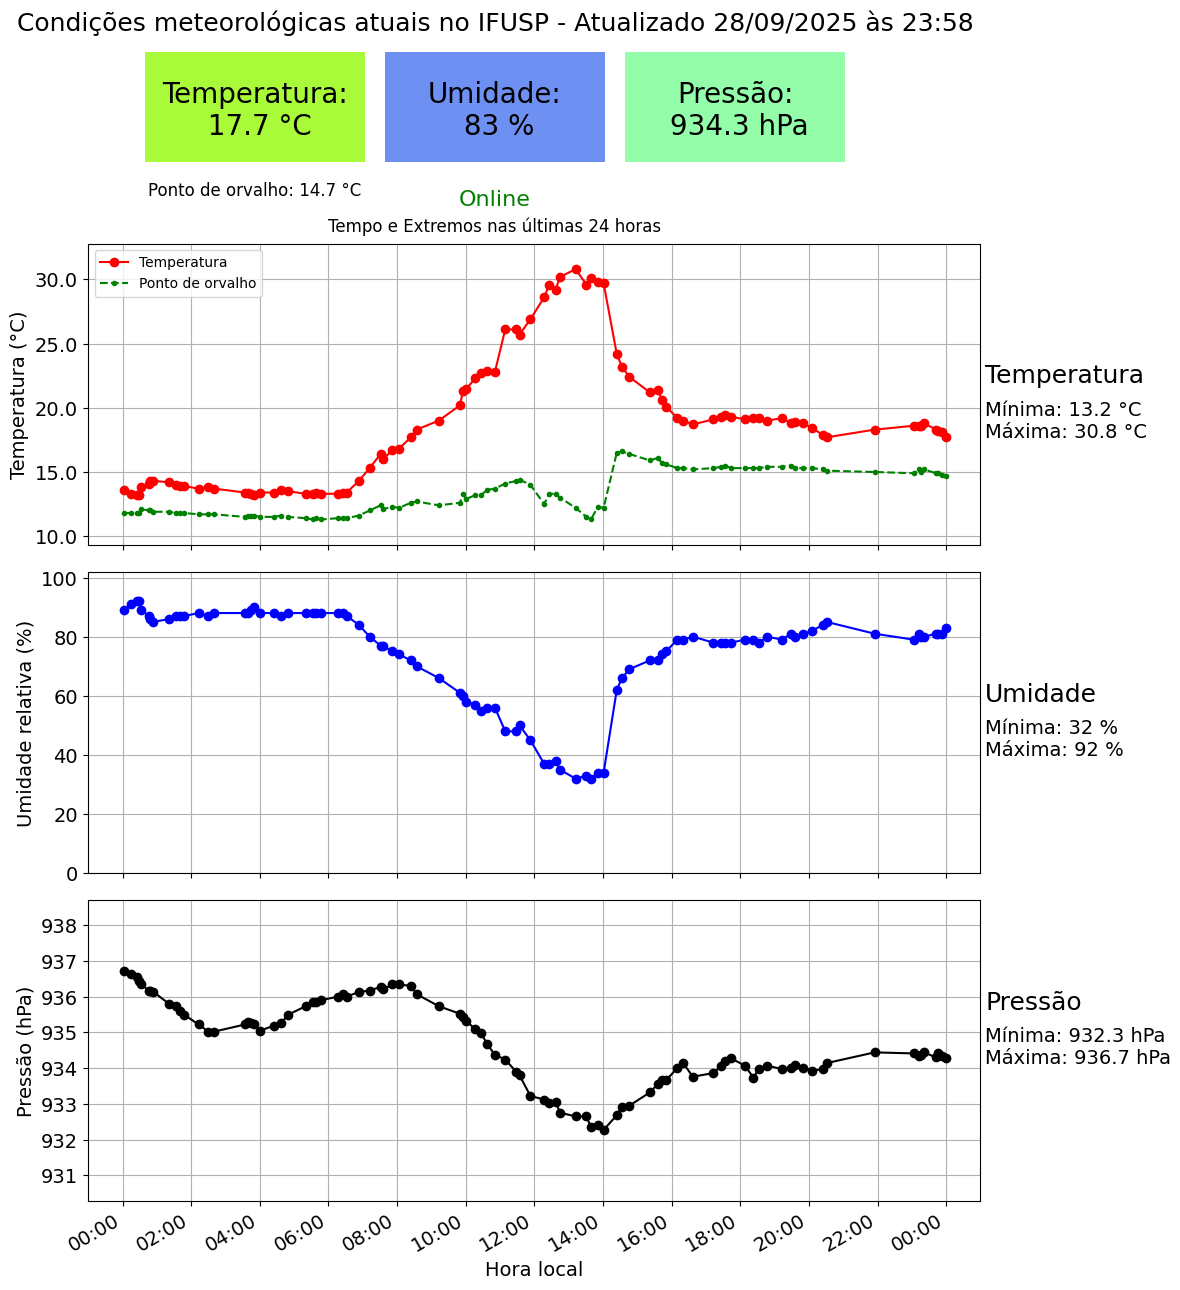 Condições meteorológicas atuais no IFUSP - Atualizado 28/09/2025 às 23:58
Temperatura:
17.7 °C
Umidade:
83 %
Pressão:
934.3 hPa
Ponto de orvalho: 14.7 °C
Online
Tempo e Extremos nas últimas 24 horas
Temperatura
Ponto de orvalho
Temperatura (°C)
30.0
25.0
20.0
15.0
10.0
Temperatura
Mínima: 13.2 °C
Máxima: 30.8 °C
Umidade relativa (%)
100
80
60
40
20
0
Umidade
Mínima: 32 %
Máxima: 92 %
Pressão (hPa)
938
937
936
935
934
933
932
931
Pressão
Mínima: 932.3 hPa
Máxima: 936.7 hPa
00:00
02:00
04:00
06:00
08:00
10:00
12:00
14:00
16:00
18:00
20:00
22:00
00:00
Hora local